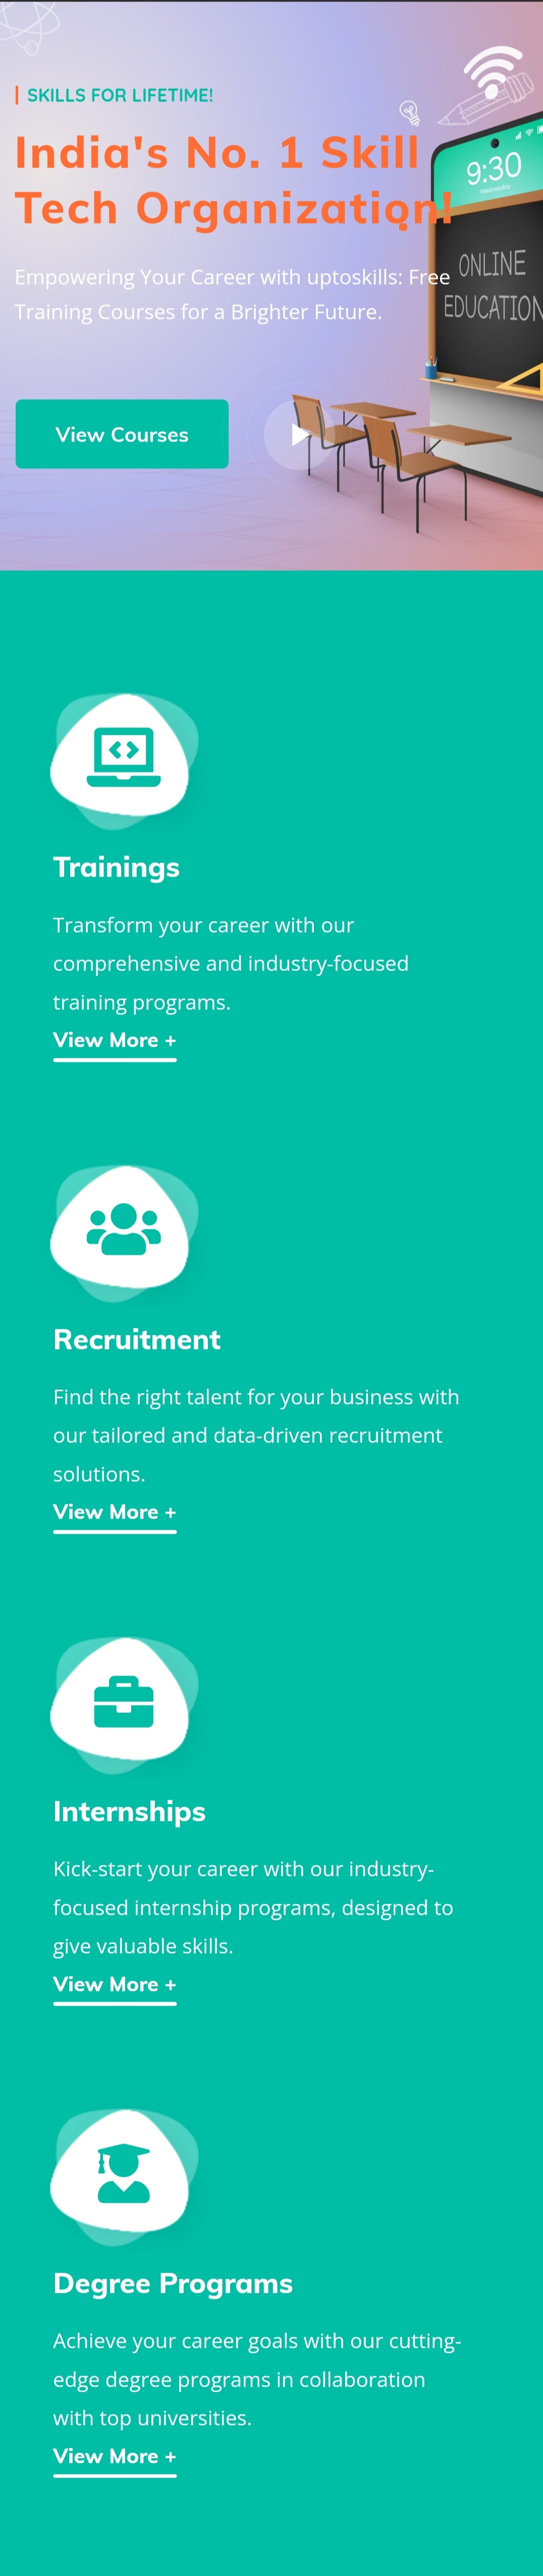 SKILLS FOR LIFETIME!
India's No. 1 Skill
Tech Organization!
9:30
wednesday
ONLINE
EDUCATION
Empowering Your Career with uptoskills: Free
Training Courses for a Brighter Future.
View Courses
Trainings
Transform your career with our
comprehensive and industry-focused
training programs.
View More +
Recruitment
Find the right talent for your business with
our tailored and data-driven recruitment
solutions.
View More +
Internships
Kick-start your career with our industry-
focused internship programs, designed to
give valuable skills.
View More +
Degree Programs
Achieve your career goals with our cutting-
edge degree programs in collaboration
with top universities.
View More +